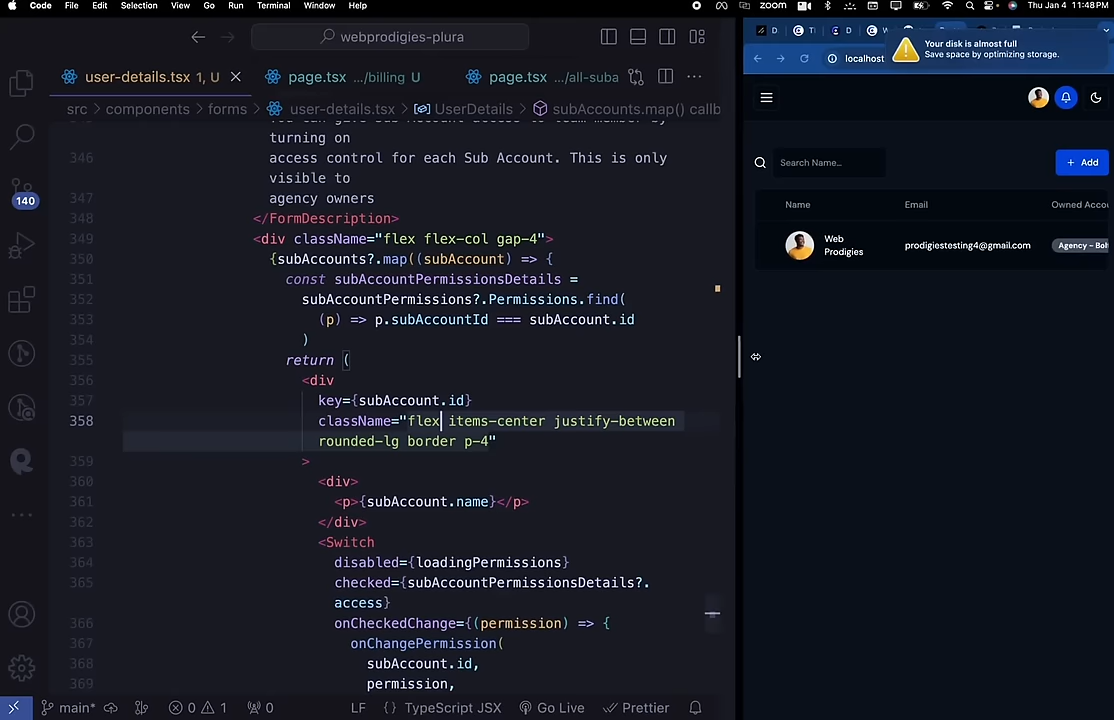 Code File Edit Selection View Go Run Terminal Window Help zoom Thu Jan 4 11:48 PM
webprodigies-plura
user-details.tsx 1, U
page.tsx .../billing U
page.tsx .../all-suba
src > components > forms > user-details.tsx > UserDetails > subAccounts.map() callb
turning on
346 access control for each Sub Account. This is only
visible to
347 agency owners
348 </FormDescription>
349 <div className="flex flex-col gap-4">
350 {subAccounts?.map((subAccount) => {
351 const subAccountPermissionsDetails =
352 subAccountPermissions?.Permissions.find(
353 (p) => p.subAccountId === subAccount.id
354 )
355 return (
356 <div
357 key={subAccount.id}
358 className="flex items-center justify-between
rounded-lg border p-4"
359 >
360 <div>
361 <p>{subAccount.name}</p>
362 </div>
363 <Switch
364 disabled={loadingPermissions}
365 checked={subAccountPermissionsDetails?.
access}
366 onCheckedChange={(permission) => {
367 onChangePermission(
368 subAccount.id,
369 permission,
140
main* 0 1 0 LF {} TypeScript JSX Go Live Prettier
Your disk is almost full
Save space by optimizing storage.
localhost
Search Name...
+ Add
Name Email Owned Accou
Web
Prodigies
prodigiestesting4@gmail.com
Agency - Bol